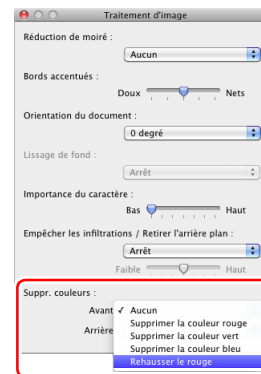 Traitement d'image
Réduction de moiré :
Aucun
Bords accentués :
Doux Nets
Orientation du document :
0 degré
Lissage de fond :
Arrêt
Importance du caractère :
Bas Haut
Empêcher les infiltrations / Retirer l'arrière plan :
Arrêt
Faible Haut
Suppr. couleurs :
Avant ✓ Aucun
Supprimer la couleur rouge
Arrière Supprimer la couleur vert
Supprimer la couleur bleu
Rehausser le rouge